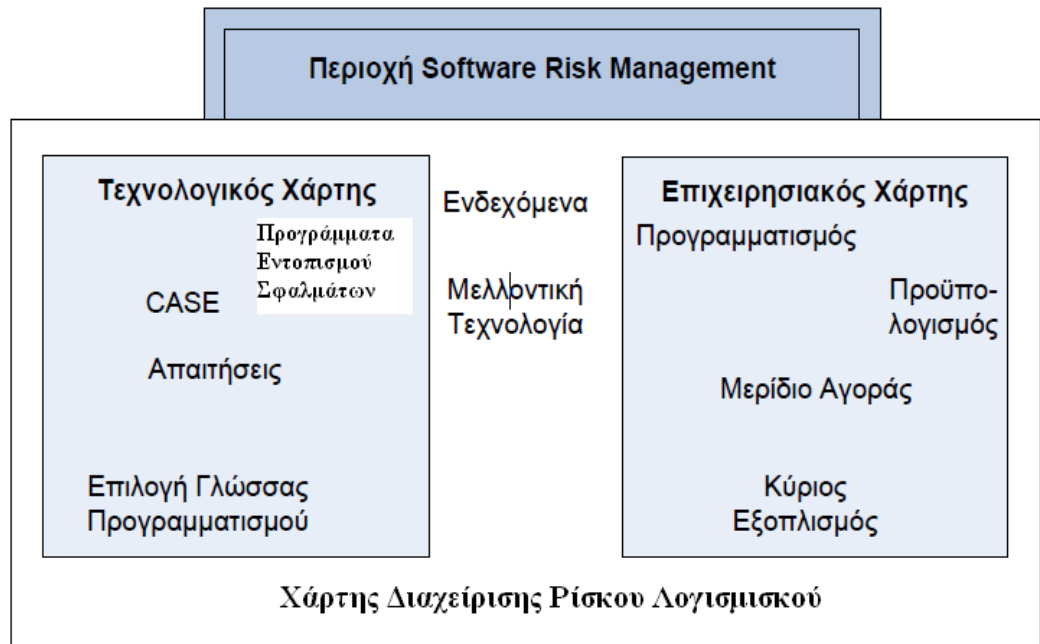 Περιοχή Software Risk Management
Τεχνολογικός Χάρτης
Προγράμματα
Εντοπισμού
Σφαλμάτων
CASE
Απαιτήσεις
Επιλογή Γλώσσας
Προγραμματισμού
Ενδεχόμενα
Μελλοντική
Τεχνολογία
Επιχειρησιακός Χάρτης
Προγραμματισμός
Προϋπο-
λογισμός
Μερίδιο Αγοράς
Κύριος
Εξοπλισμός
Χάρτης Διαχείρισης Ρίσκου Λογισμισκού